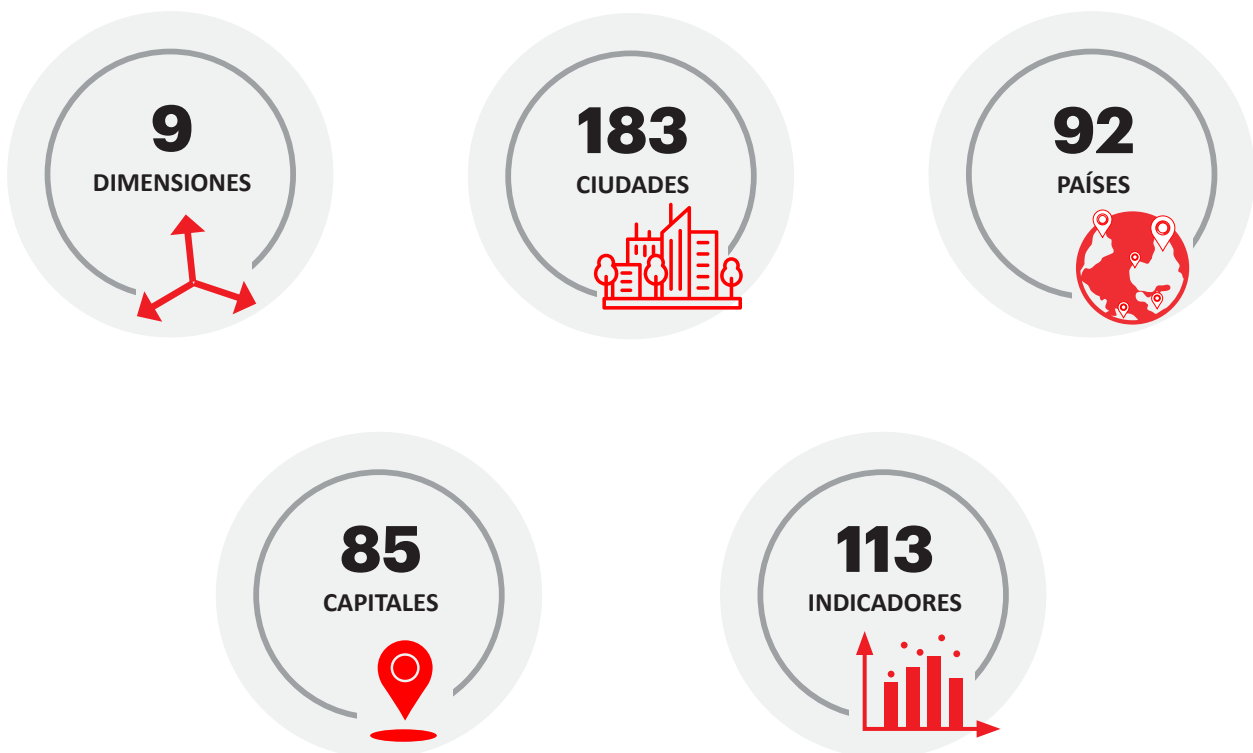 9
DIMENSIONES
183
CIUDADES
92
PAÍSES
85
CAPITALES
113
INDICADORES